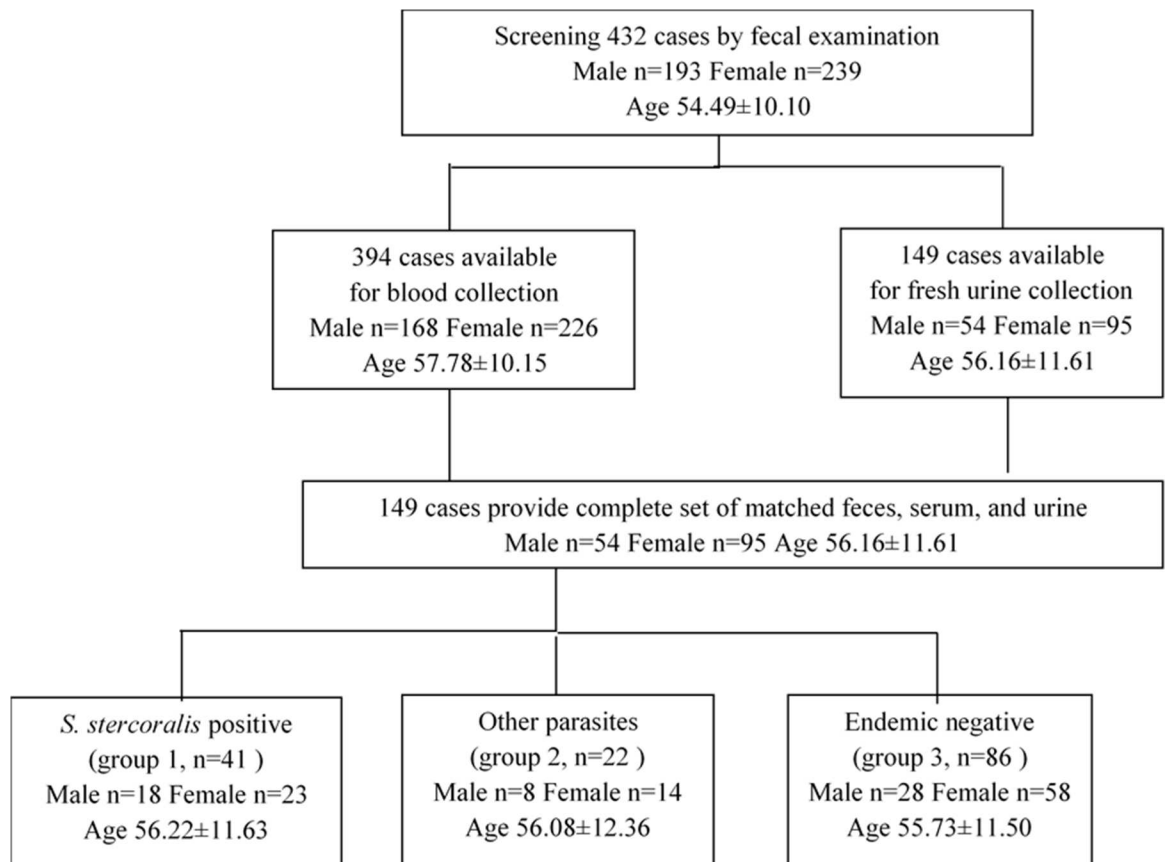 Screening 432 cases by fecal examination
Male n=193 Female n=239
Age 54.49±10.10
394 cases available
for blood collection
Male n=168 Female n=226
Age 57.78±10.15
149 cases available
for fresh urine collection
Male n=54 Female n=95
Age 56.16±11.61
149 cases provide complete set of matched feces, serum, and urine
Male n=54 Female n=95 Age 56.16±11.61
S. stercoralis positive
(group 1, n=41 )
Male n=18 Female n=23
Age 56.22±11.63
Other parasites
(group 2, n=22 )
Male n=8 Female n=14
Age 56.08±12.36
Endemic negative
(group 3, n=86 )
Male n=28 Female n=58
Age 55.73±11.50